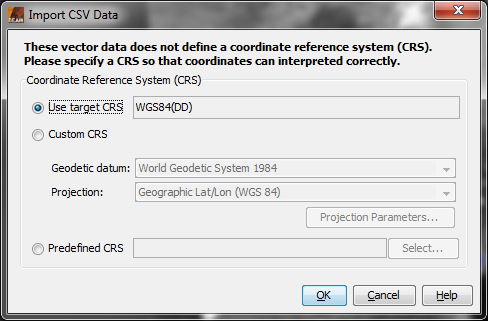 BEAM
Import CSV Data
These vector data does not define a coordinate reference system (CRS).
Please specify a CRS so that coordinates can interpreted correctly.
Coordinate Reference System (CRS)
Use target CRS WGS84(DD)
Custom CRS
Geodetic datum: World Geodetic System 1984
Projection: Geographic Lat/Lon (WGS 84)
Projection Parameters...
Predefined CRS Select...
OK Cancel Help